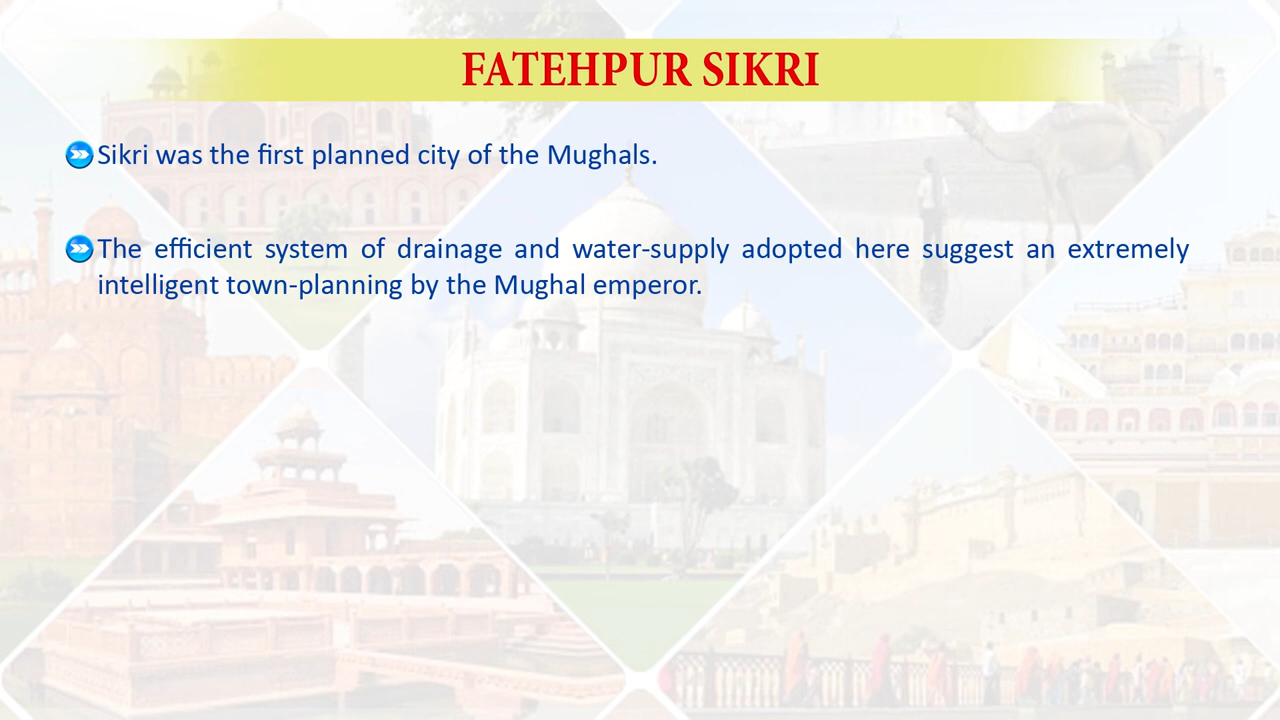 FATEHPUR SIKRI
Sikri was the first planned city of the Mughals.
The efficient system of drainage and water-supply adopted here suggest an extremely
intelligent town-planning by the Mughal emperor.